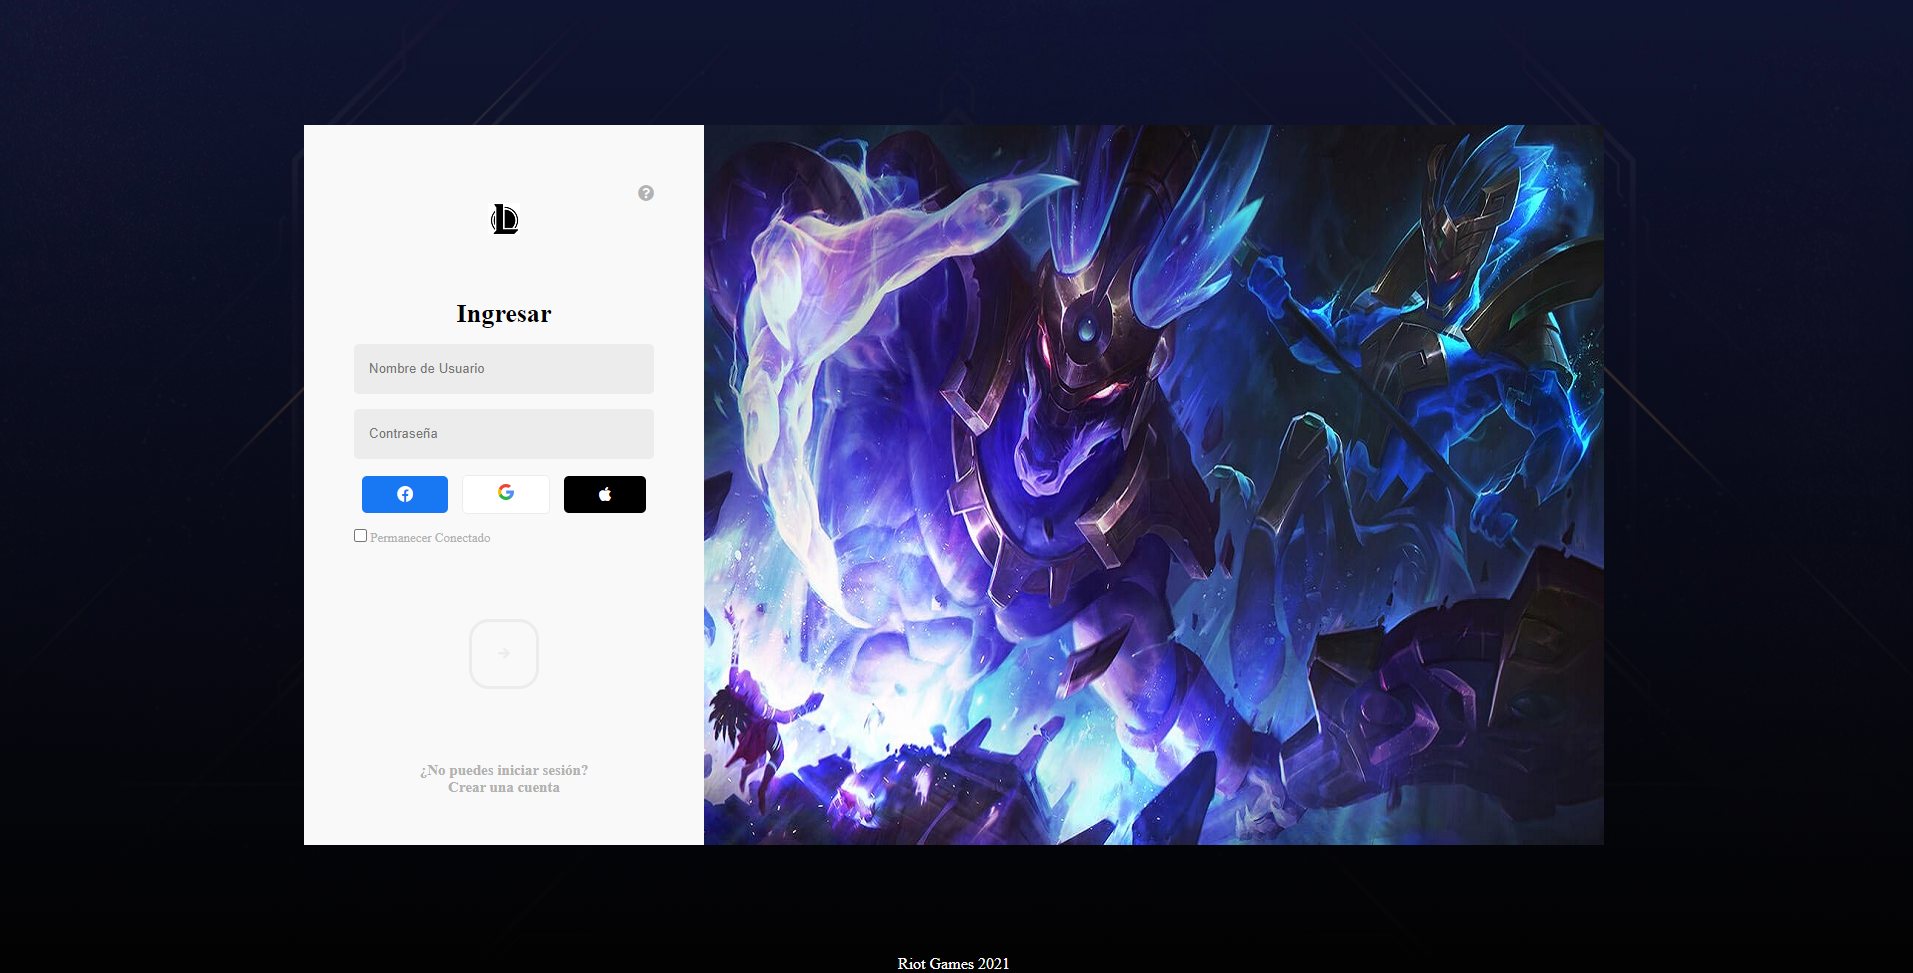 Ingresar
Nombre de Usuario
Contraseña
Permanecer Conectado
¿No puedes iniciar sesión?
Crear una cuenta
Riot Games 2021